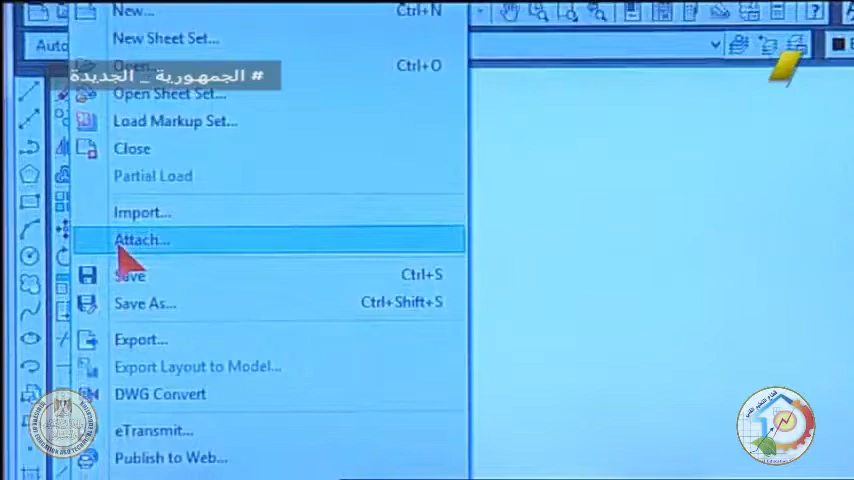 New...
Ctrl+N
New Sheet Set...
Auto
Open...
Ctrl+O
# الجمهورية _ الجديدة
Open Sheet Set...
Load Markup Set...
Close
Partial Load
Import...
Attach...
Save
Ctrl+S
Save As...
Ctrl+Shift+S
Export...
Export Layout to Model...
DWG Convert
eTransmit...
Publish to Web...